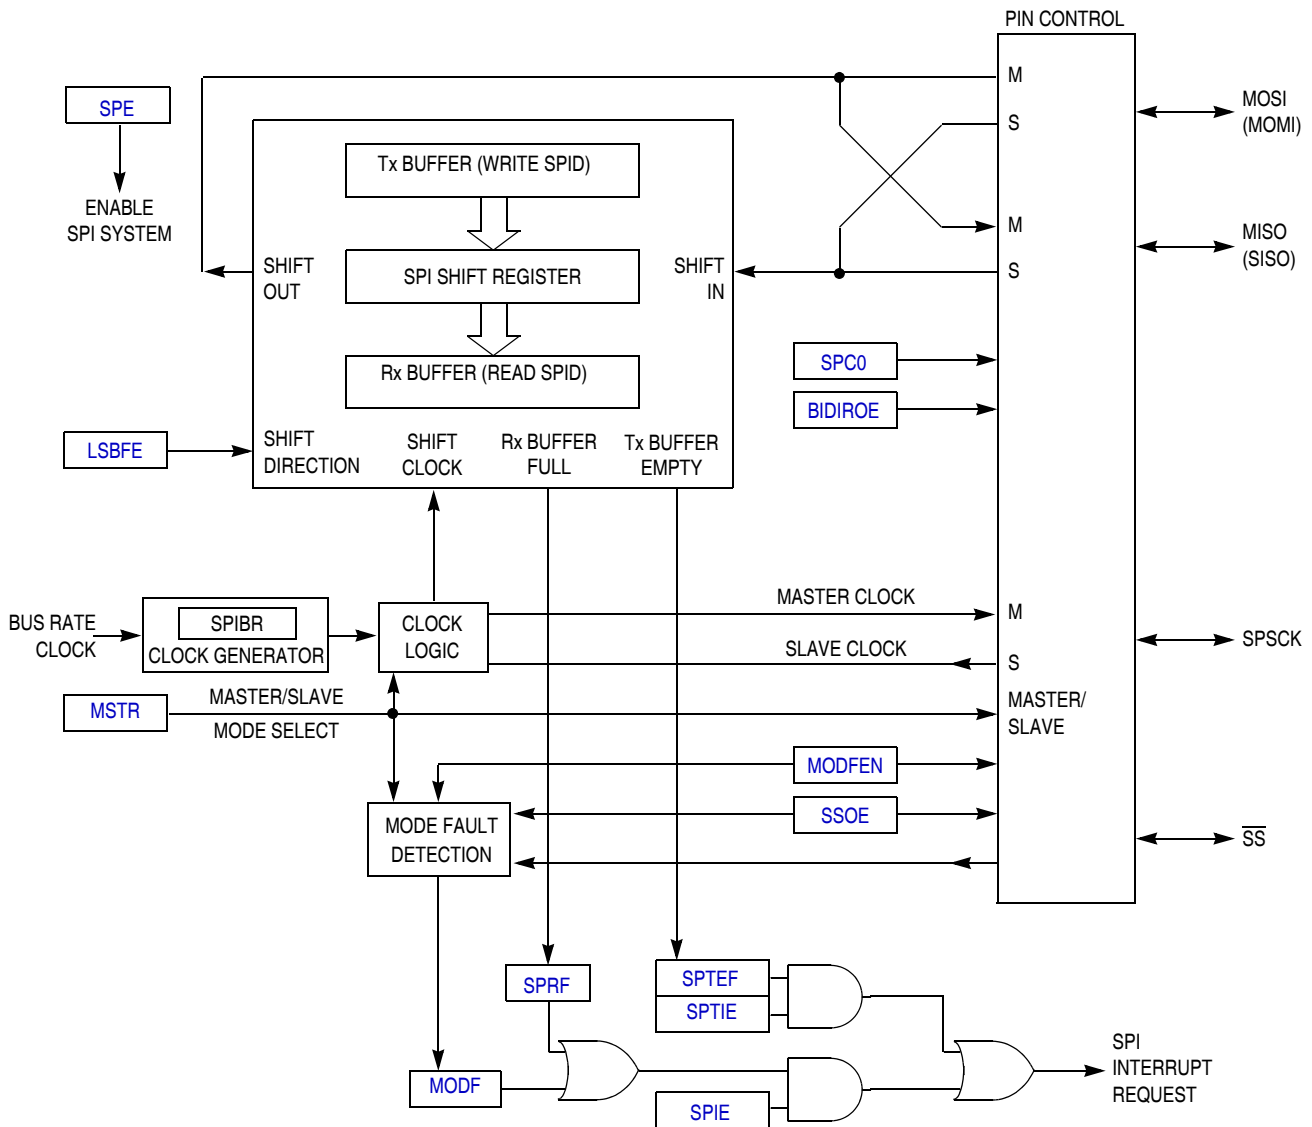 PIN CONTROL
M
S
M
S
MOSI
(MOMI)
MISO
(SISO)
SPE
ENABLE
SPI SYSTEM
Tx BUFFER (WRITE SPID)
SPI SHIFT REGISTER
Rx BUFFER (READ SPID)
SHIFT
OUT
SHIFT
IN
SPC0
BIDIROE
LSBFE
SHIFT
DIRECTION
SHIFT
CLOCK
Rx BUFFER
FULL
Tx BUFFER
EMPTY
BUS RATE
CLOCK
SPIBR
CLOCK GENERATOR
CLOCK
LOGIC
MASTER CLOCK
M
SLAVE CLOCK
S
SPSCK
MSTR
MASTER/SLAVE
MODE SELECT
MASTER/
SLAVE
MODFEN
SSOE
MODE FAULT
DETECTION
SS
SPRF
SPTEF
SPTIE
MODF
SPIE
SPI
INTERRUPT
REQUEST